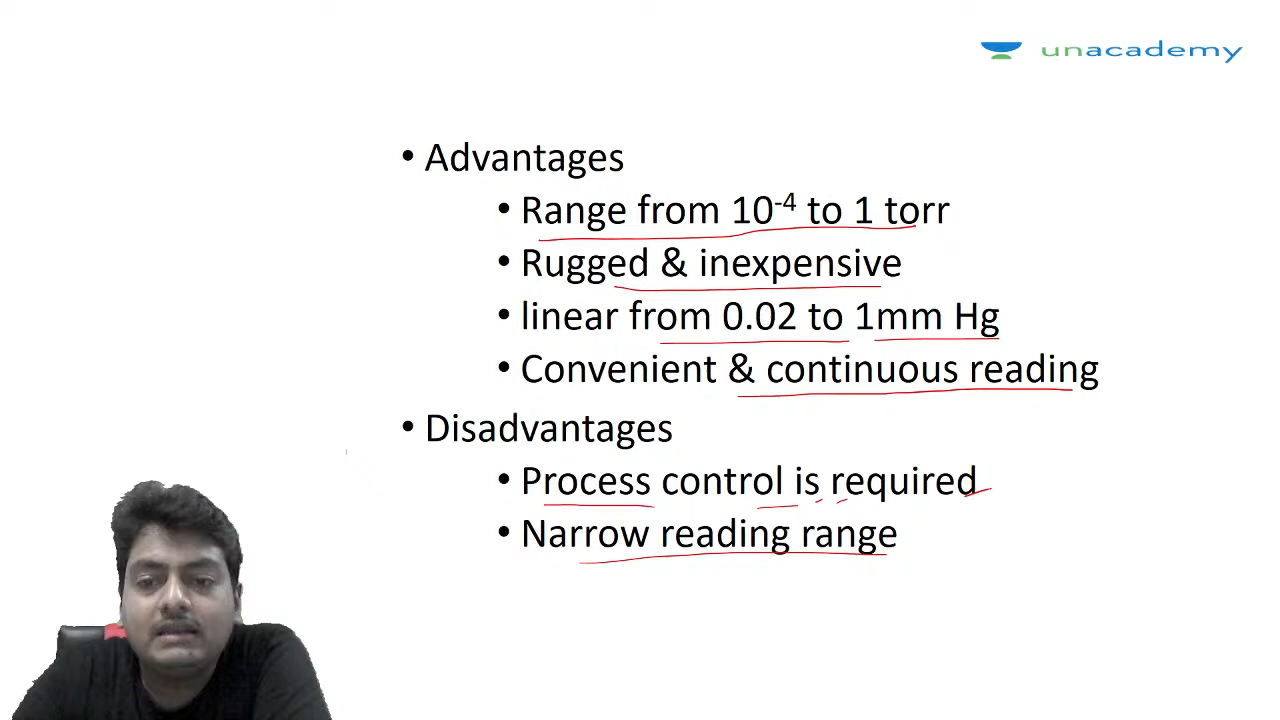 unacademy
• Advantages
• Range from 10⁻⁴ to 1 torr
• Rugged & inexpensive
• linear from 0.02 to 1mm Hg
• Convenient & continuous reading
• Disadvantages
• Process control is required
• Narrow reading range